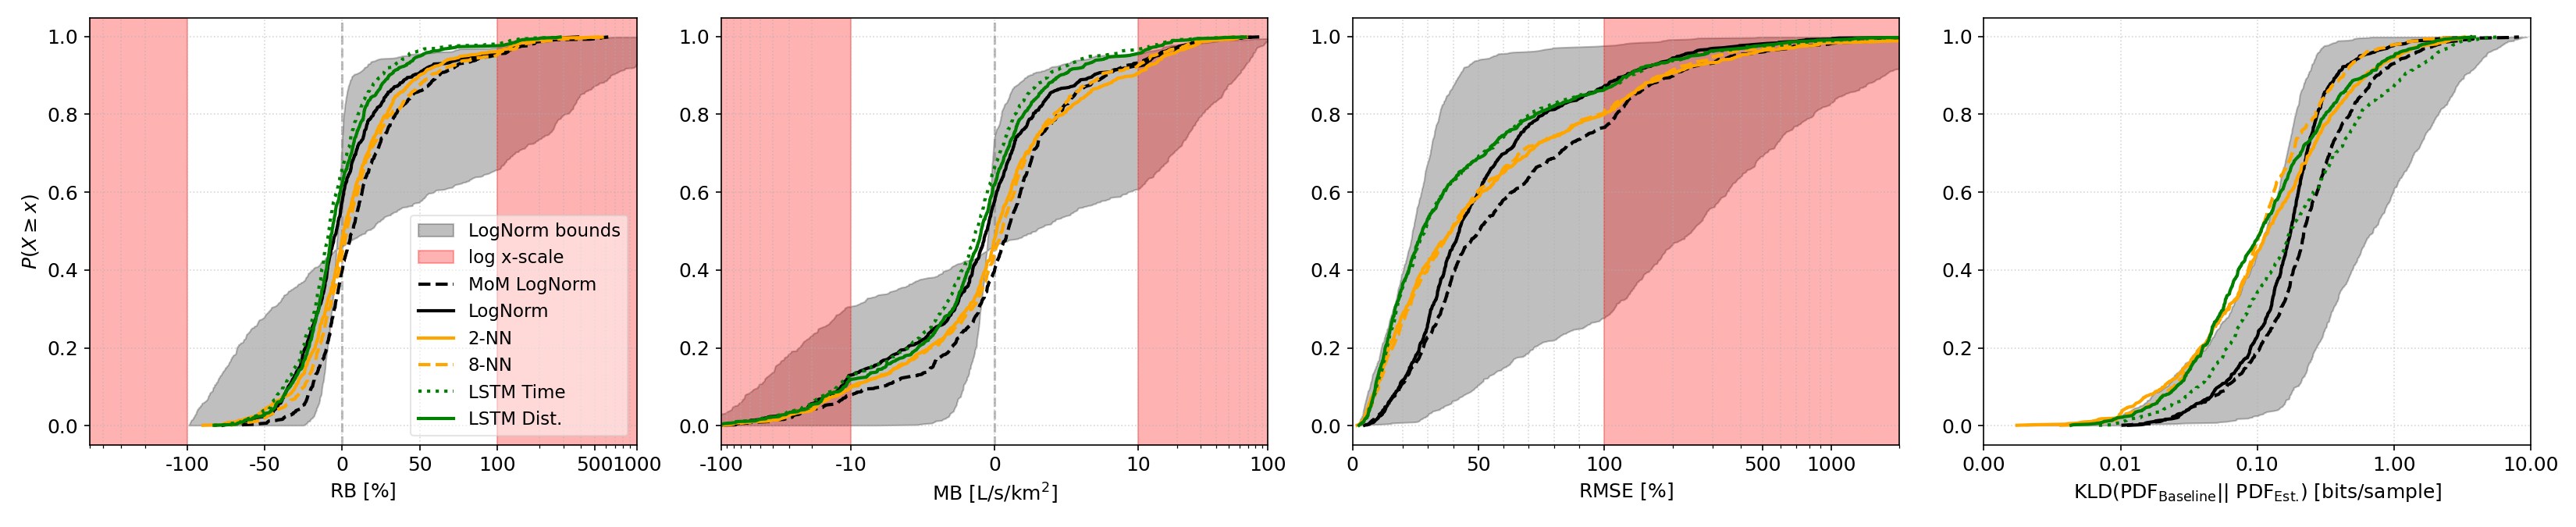 P(X ≥ x)
1.0
0.8
0.6
0.4
0.2
0.0
-100 -50 0 50 100 500 1000
RB [%]
LogNorm bounds
log x-scale
MoM LogNorm
LogNorm
2-NN
8-NN
LSTM Time
LSTM Dist.
1.0
0.8
0.6
0.4
0.2
0.0
-100 -10 0 10 100
MB [L/s/km²]
1.0
0.8
0.6
0.4
0.2
0.0
0 50 100 500 1000
RMSE [%]
1.0
0.8
0.6
0.4
0.2
0.0
0.00 0.01 0.10 1.00 10.00
KLD(PDF_Baseline|| PDF_Est.) [bits/sample]